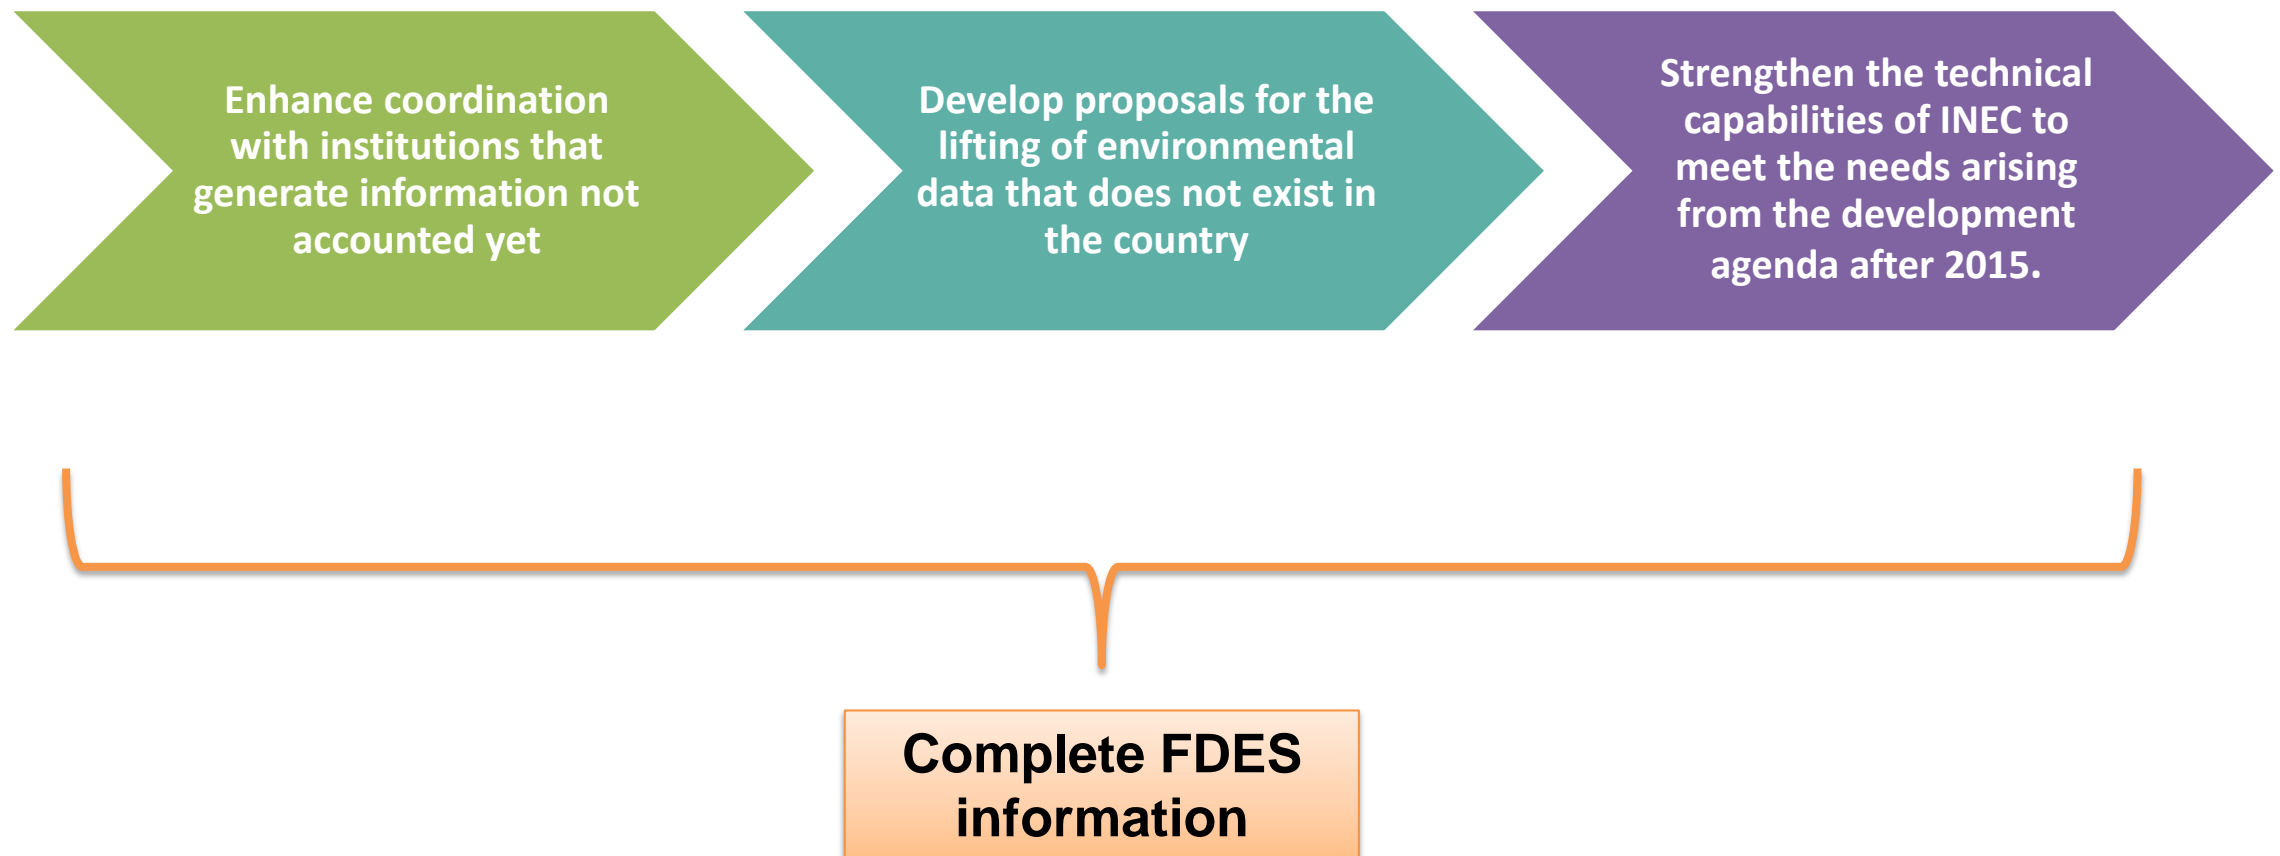 Enhance coordination
with institutions that
generate information not
accounted yet
Develop proposals for the
lifting of environmental
data that does not exist in
the country
Strengthen the technical
capabilities of INEC to
meet the needs arising
from the development
agenda after 2015.
Complete FDES
information